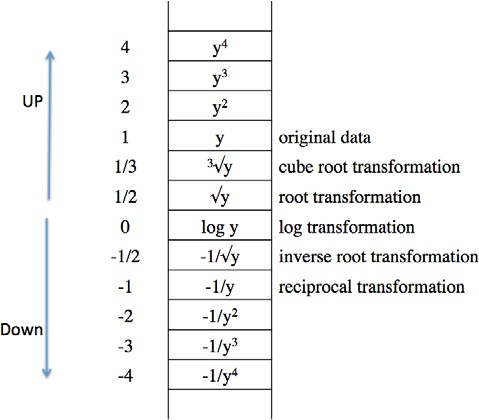 4 y⁴
3 y³
UP
2 y²
1 y original data
1/3 ³√y cube root transformation
1/2 √y root transformation
0 log y log transformation
-1/2 -1/√y inverse root transformation
-1 -1/y reciprocal transformation
-2 -1/y²
Down
-3 -1/y³
-4 -1/y⁴